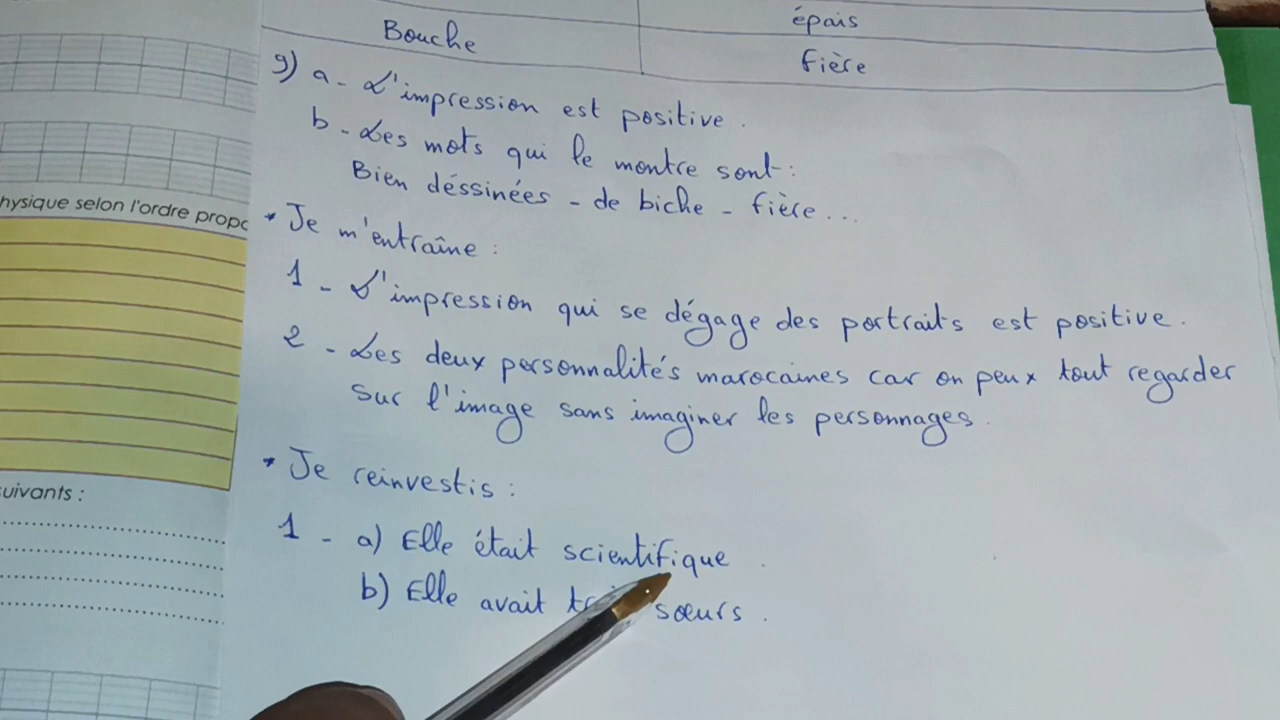 Bouche épais
fière
9) a - L'impression est positive.
b - Les mots qui le montre sont:
Bien déssinées - de biche - fière...
* Je m'entraîne :
1 - L'impression qui se dégage des portraits est positive.
2 - Les deux personnalités marocaines car on peux tout regarder
sur l'image sans imaginer les personnages.
* Je reinvestis :
1 - a) Elle était scientifique.
b) Elle avait sœurs.
hysique selon l'ordre propo
uivants :